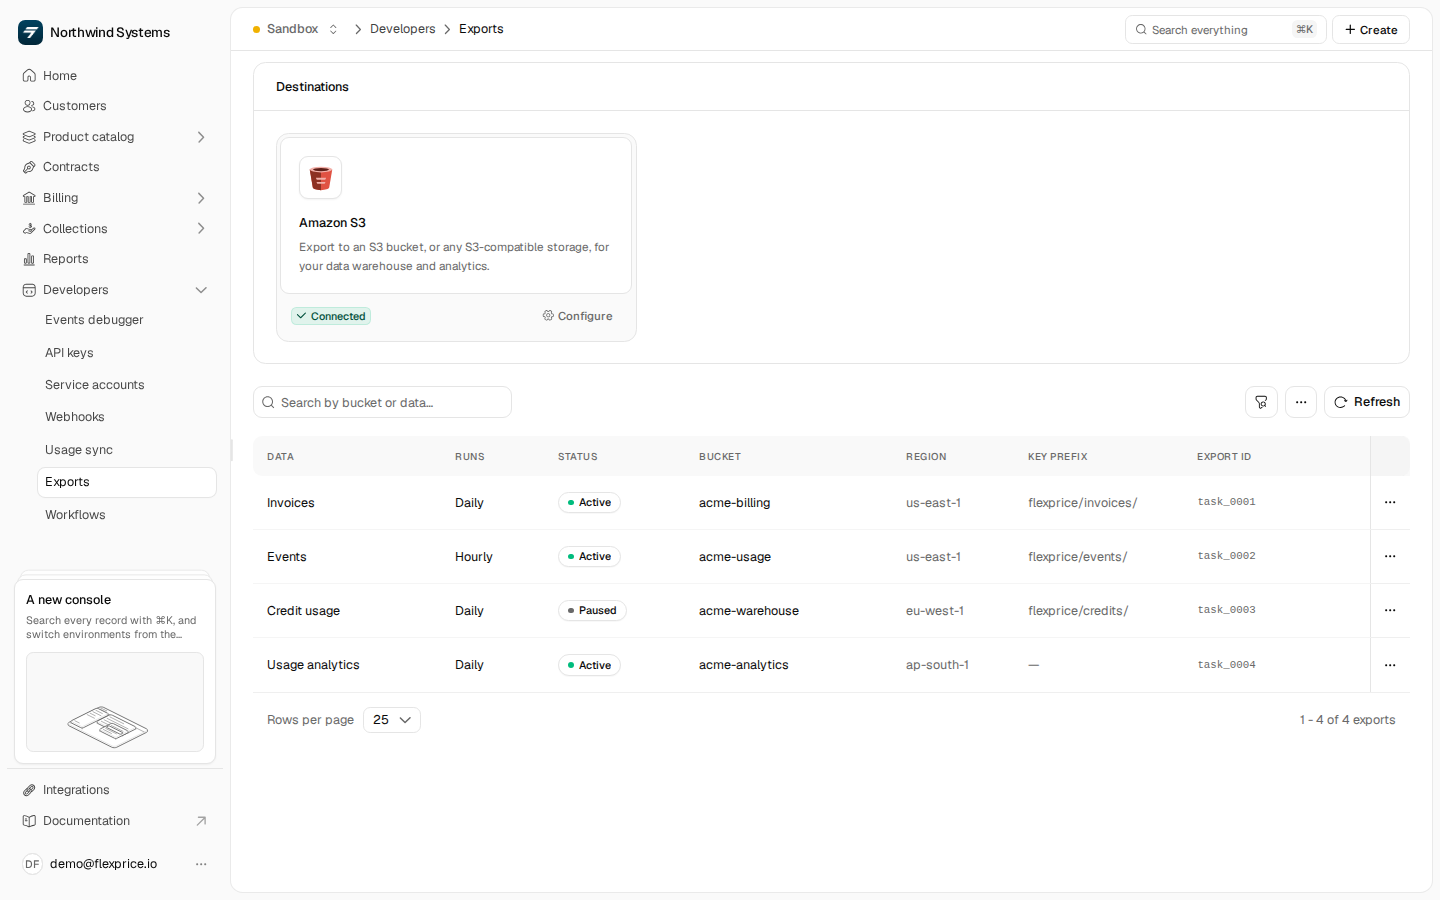 Northwind Systems
Home
Customers
Product catalog
Contracts
Billing
Collections
Reports
Developers
Events debugger
API keys
Service accounts
Webhooks
Usage sync
Exports
Workflows
A new console
Search every record with ⌘K, and
switch environments from the...
Integrations
Documentation
DF demo@flexprice.io
Sandbox Developers Exports
Search everything ⌘K
Create
Destinations
Amazon S3
Export to an S3 bucket, or any S3-compatible storage, for
your data warehouse and analytics.
Connected Configure
Search by bucket or data...
Refresh
DATA RUNS STATUS BUCKET REGION KEY PREFIX EXPORT ID
Invoices Daily Active acme-billing us-east-1 flexprice/invoices/ task_0001
Events Hourly Active acme-usage us-east-1 flexprice/events/ task_0002
Credit usage Daily Paused acme-warehouse eu-west-1 flexprice/credits/ task_0003
Usage analytics Daily Active acme-analytics ap-south-1 — task_0004
Rows per page 25
1 - 4 of 4 exports